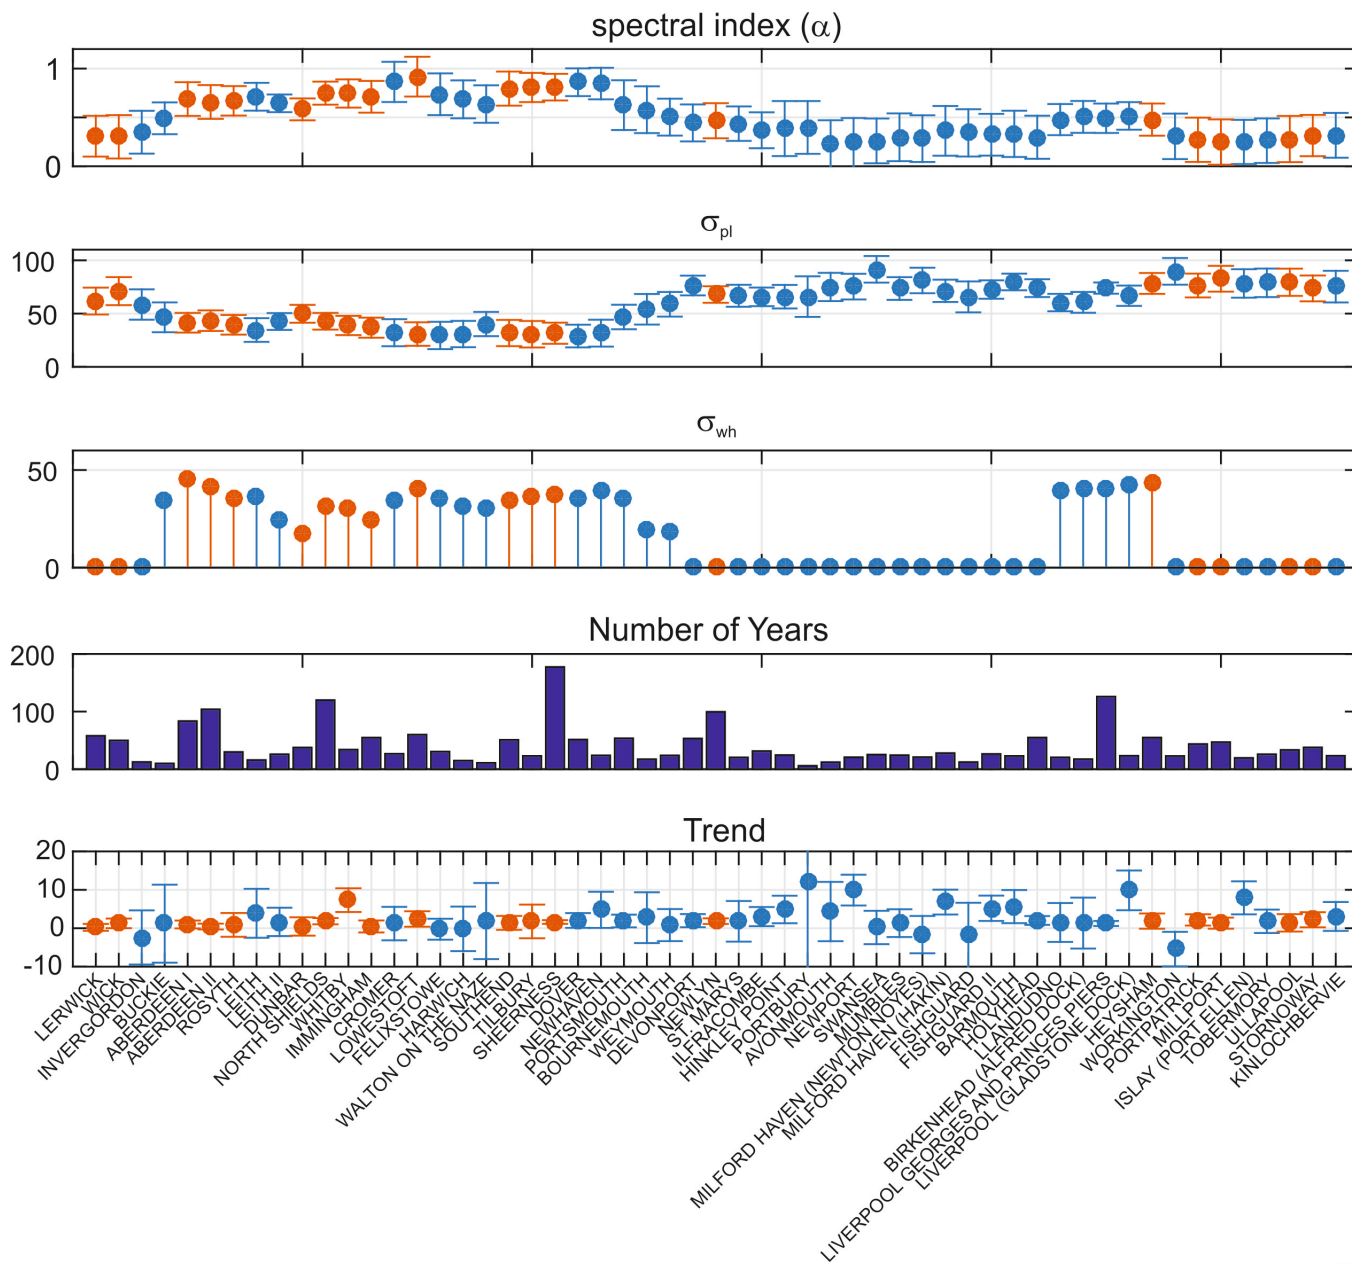 spectral index (α)
1
0
σpl
100
50
0
σwh
50
0
Number of Years
200
100
0
Trend
20
10
0
-10
LERWICK
WICK
INVERGORDON
BUCKIE
ABERDEEN I
ABERDEEN II
ROSYTH
LEITH
LEITH II
DUNBAR
NORTH SHIELDS
WHITBY
IMMINGHAM
CROMER
LOWESTOFT
FELIXSTOWE
HARWICH
WALTON ON THE NAZE
SOUTHEND
TILBURY
SHEERNESS
DOVER
NEWHAVEN
PORTSMOUTH
BOURNEMOUTH
WEYMOUTH
DEVONPORT
NEWLYN
ST MARYS
ILFRACOMBE
HINKLEY POINT
PORTBURY
AVONMOUTH
NEWPORT
SWANSEA
MUMBLES
MILFORD HAVEN (NEWTON NOYES)
MILFORD HAVEN (HAKIN)
FISHGUARD
FISHGUARD II
BARMOUTH
HOLYHEAD
LLANDUDNO
BIRKENHEAD (ALFRED DOCK)
LIVERPOOL GEORGES AND PRINCES PIERS
LIVERPOOL (GLADSTONE DOCK)
HEYSHAM
WORKINGTON
PORTPATRICK
MILLPORT
ISLAY (PORT ELLEN)
TOBERMORY
ULLAPOOL
STORNOWAY
KINLOCHBERVIE